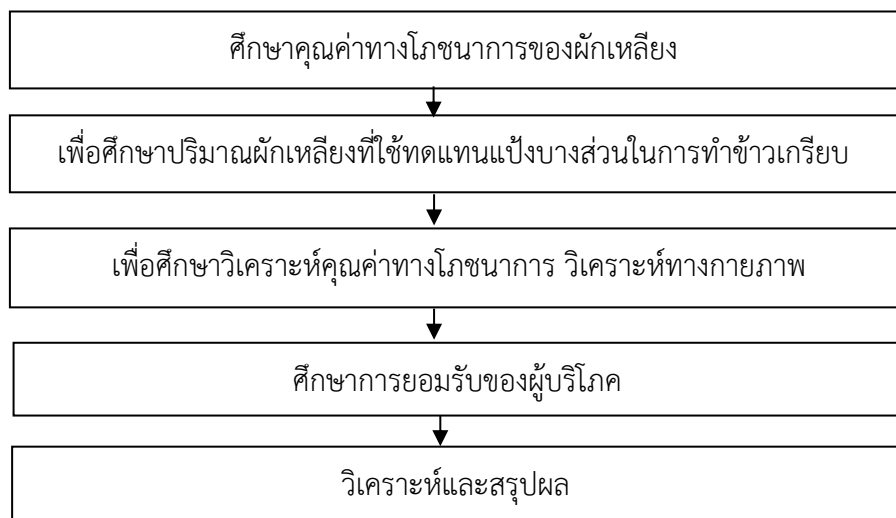 ศึกษาคุณค่าทางโภชนาการของผักเหลียง
เพื่อศึกษาปริมาณผักเหลียงที่ใช้ทดแทนแป้งบางส่วนในการทำข้าวเกรียบ
เพื่อศึกษาวิเคราะห์คุณค่าทางโภชนาการ วิเคราะห์ทางกายภาพ
ศึกษาการยอมรับของผู้บริโภค
วิเคราะห์และสรุปผล